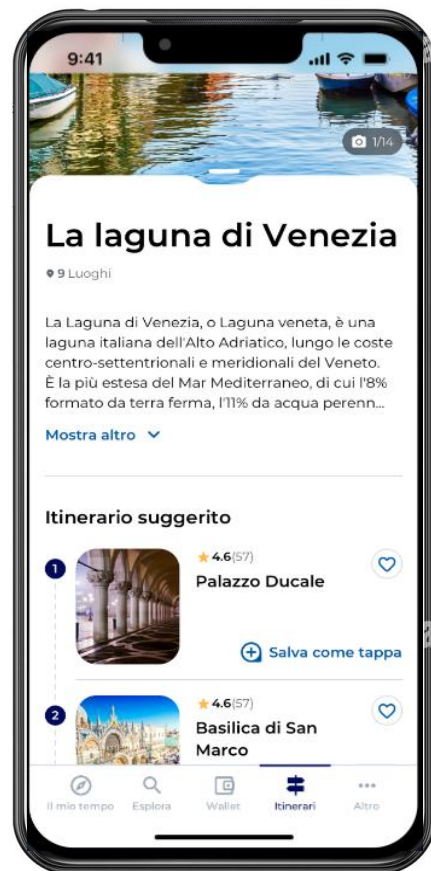 9:41
1/14
La laguna di Venezia
9 Luoghi
La Laguna di Venezia, o Laguna veneta, è una
laguna italiana dell'Alto Adriatico, lungo le coste
centro-settentrionali e meridionali del Veneto.
È la più estesa del Mar Mediterraneo, di cui l'8%
formato da terra ferma, l'11% da acqua perenn...
Mostra altro
Itinerario suggerito
1
4.6(57)
Palazzo Ducale
Salva come tappa
2
4.6(57)
Basilica di San
Marco
Il mio tempo Esplora Wallet Itinerari Altro